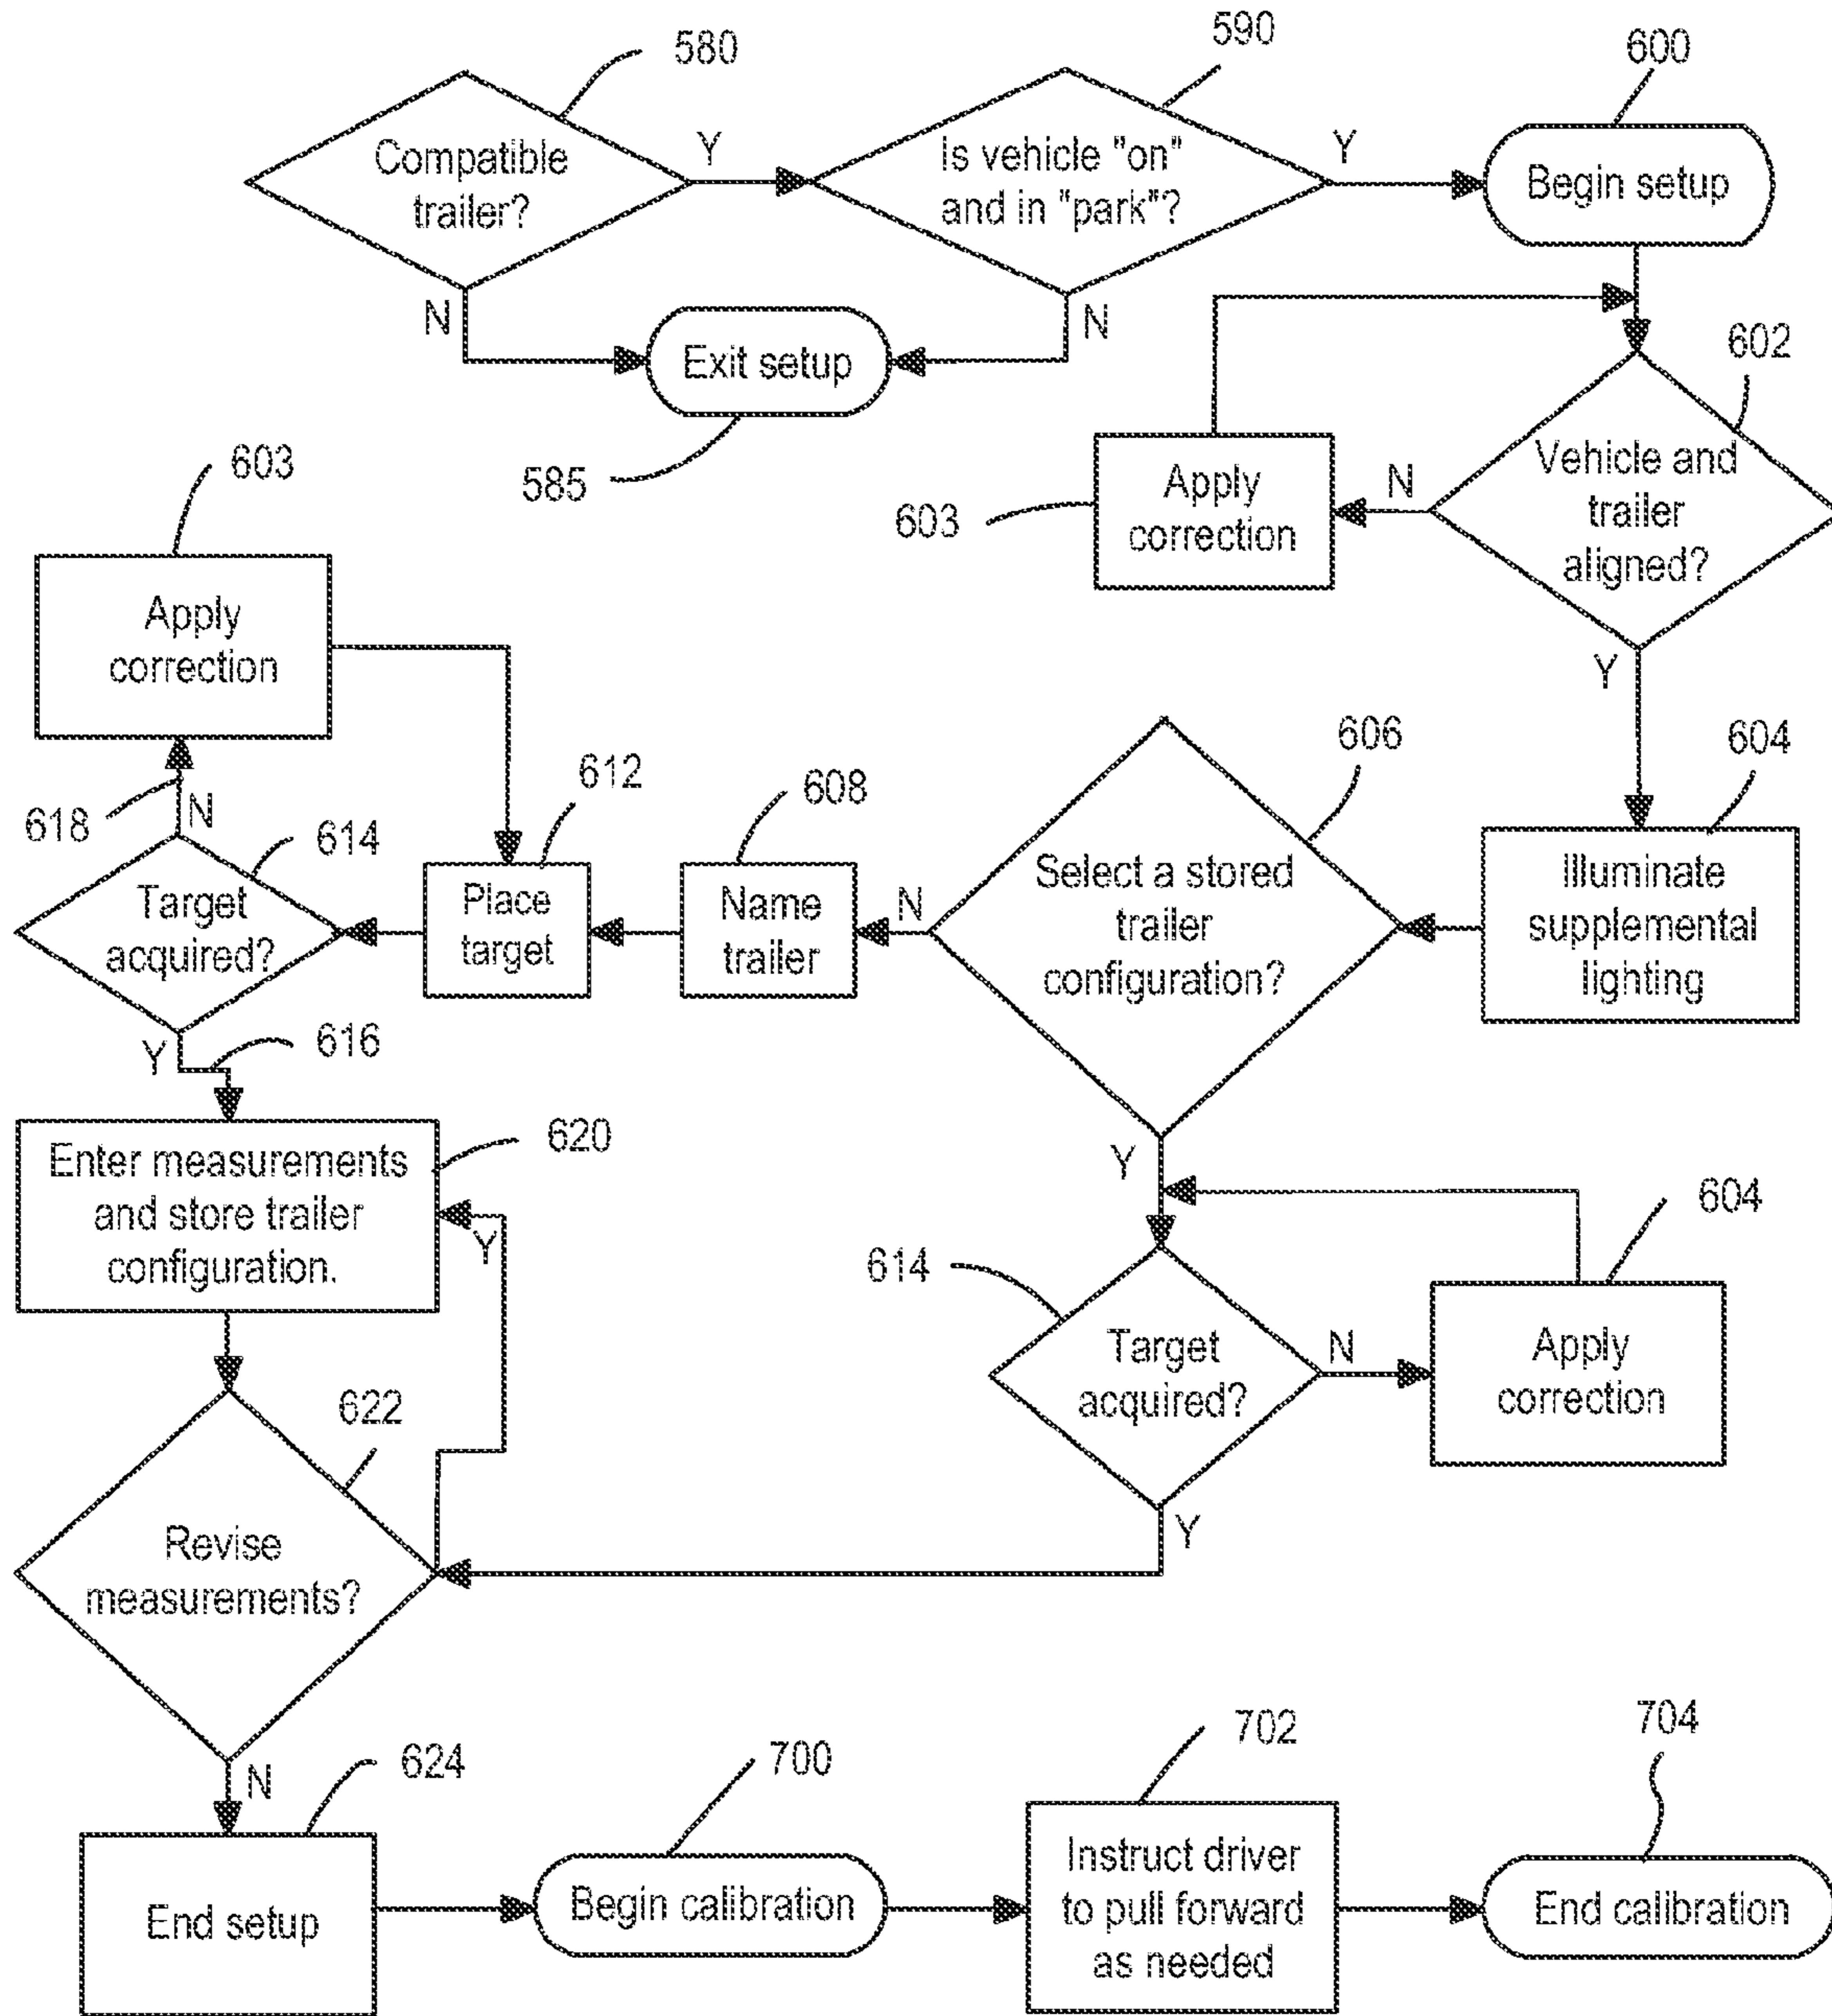 580
590
600
Compatible
trailer?
Y
Is vehicle "on"
and in "park"?
Y
Begin setup
N
N
Exit setup
585
602
Vehicle and
trailer
aligned?
N
Apply
correction
603
Y
603
Apply
correction
606
604
Illuminate
supplemental
lighting
Select a stored
trailer
configuration?
N
608
Name
trailer
612
Place
target
618
N
614
Target
acquired?
Y
616
Enter measurements
and store trailer
configuration.
620
Y
Y
604
614
Target
acquired?
N
Apply
correction
Y
622
Revise
measurements?
N
624
End setup
700
Begin calibration
702
Instruct driver
to pull forward
as needed
704
End calibration